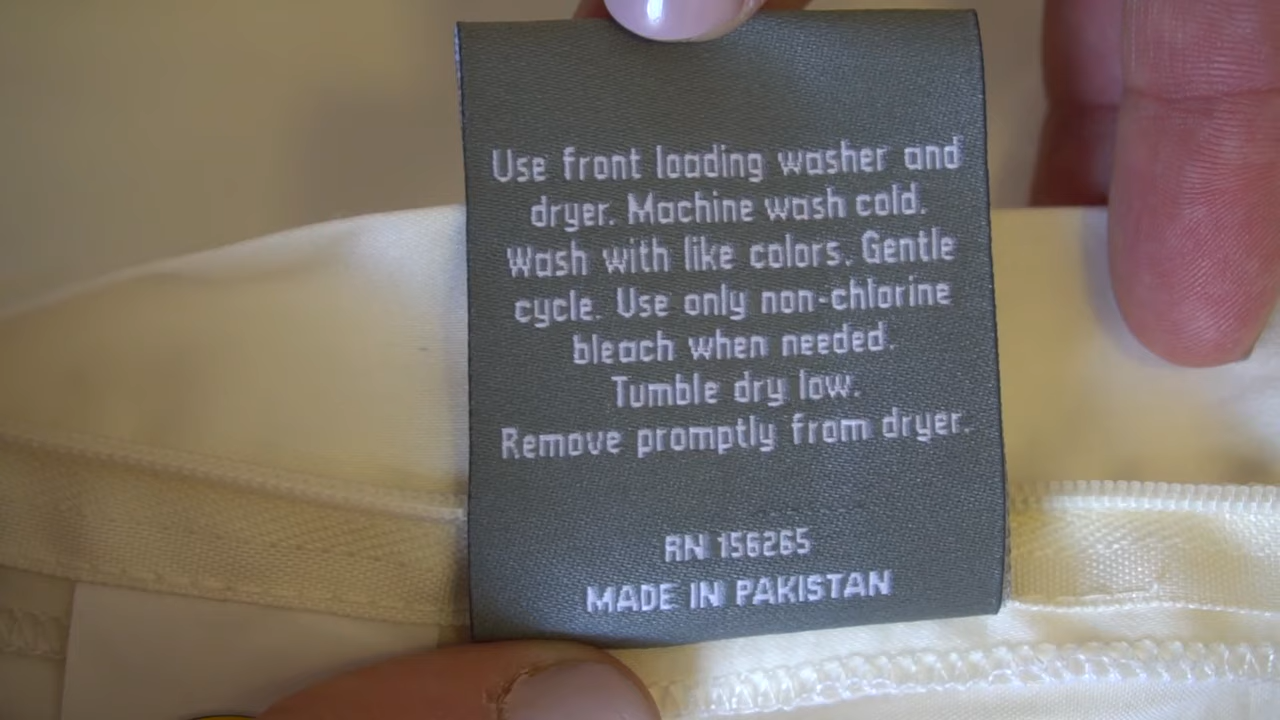 Use front loading washer and
dryer. Machine wash cold.
Wash with like colors. Gentle
cycle. Use only non-chlorine
bleach when needed.
Tumble dry low.
Remove promptly from dryer.
RN 156265
MADE IN PAKISTAN